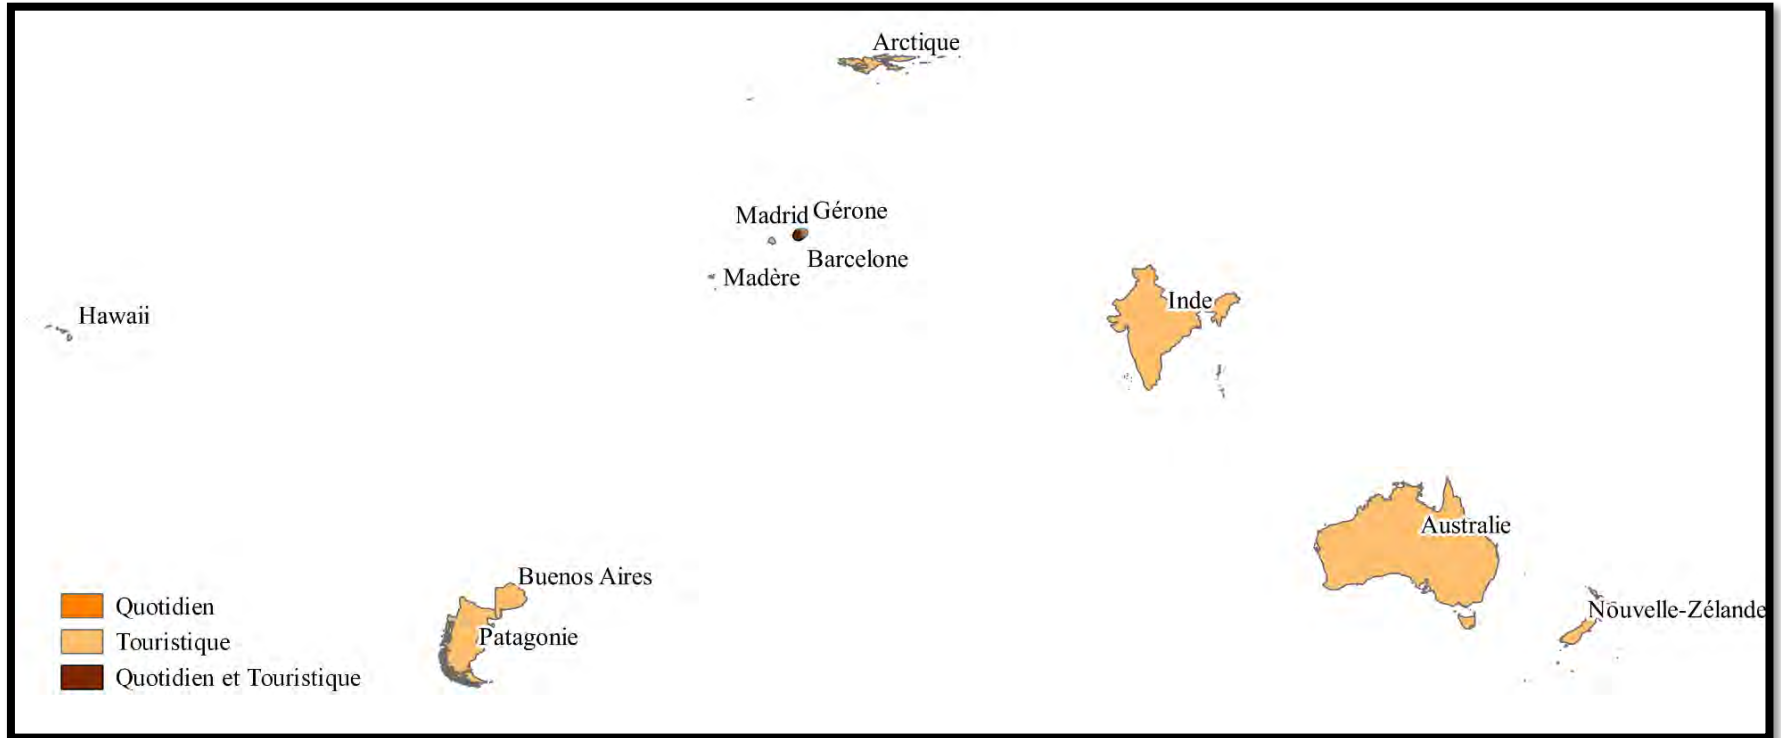 Arctique
Madrid
Gérone
Barcelone
Madère
Hawaii
Inde
Australie
Buenos Aires
Nouvelle-Zélande
Patagonie
Quotidien
Touristique
Quotidien et Touristique